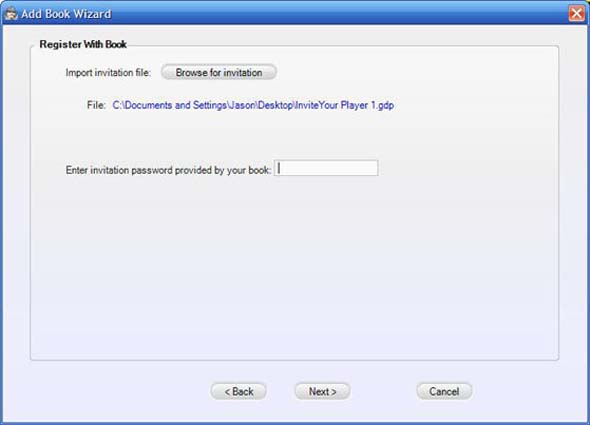 Add Book Wizard
Register With Book
Import invitation file: Browse for invitation
File: C:\Documents and Settings\Jason\Desktop\InviteYour Player 1.gdp
Enter invitation password provided by your book:
< Back Next > Cancel